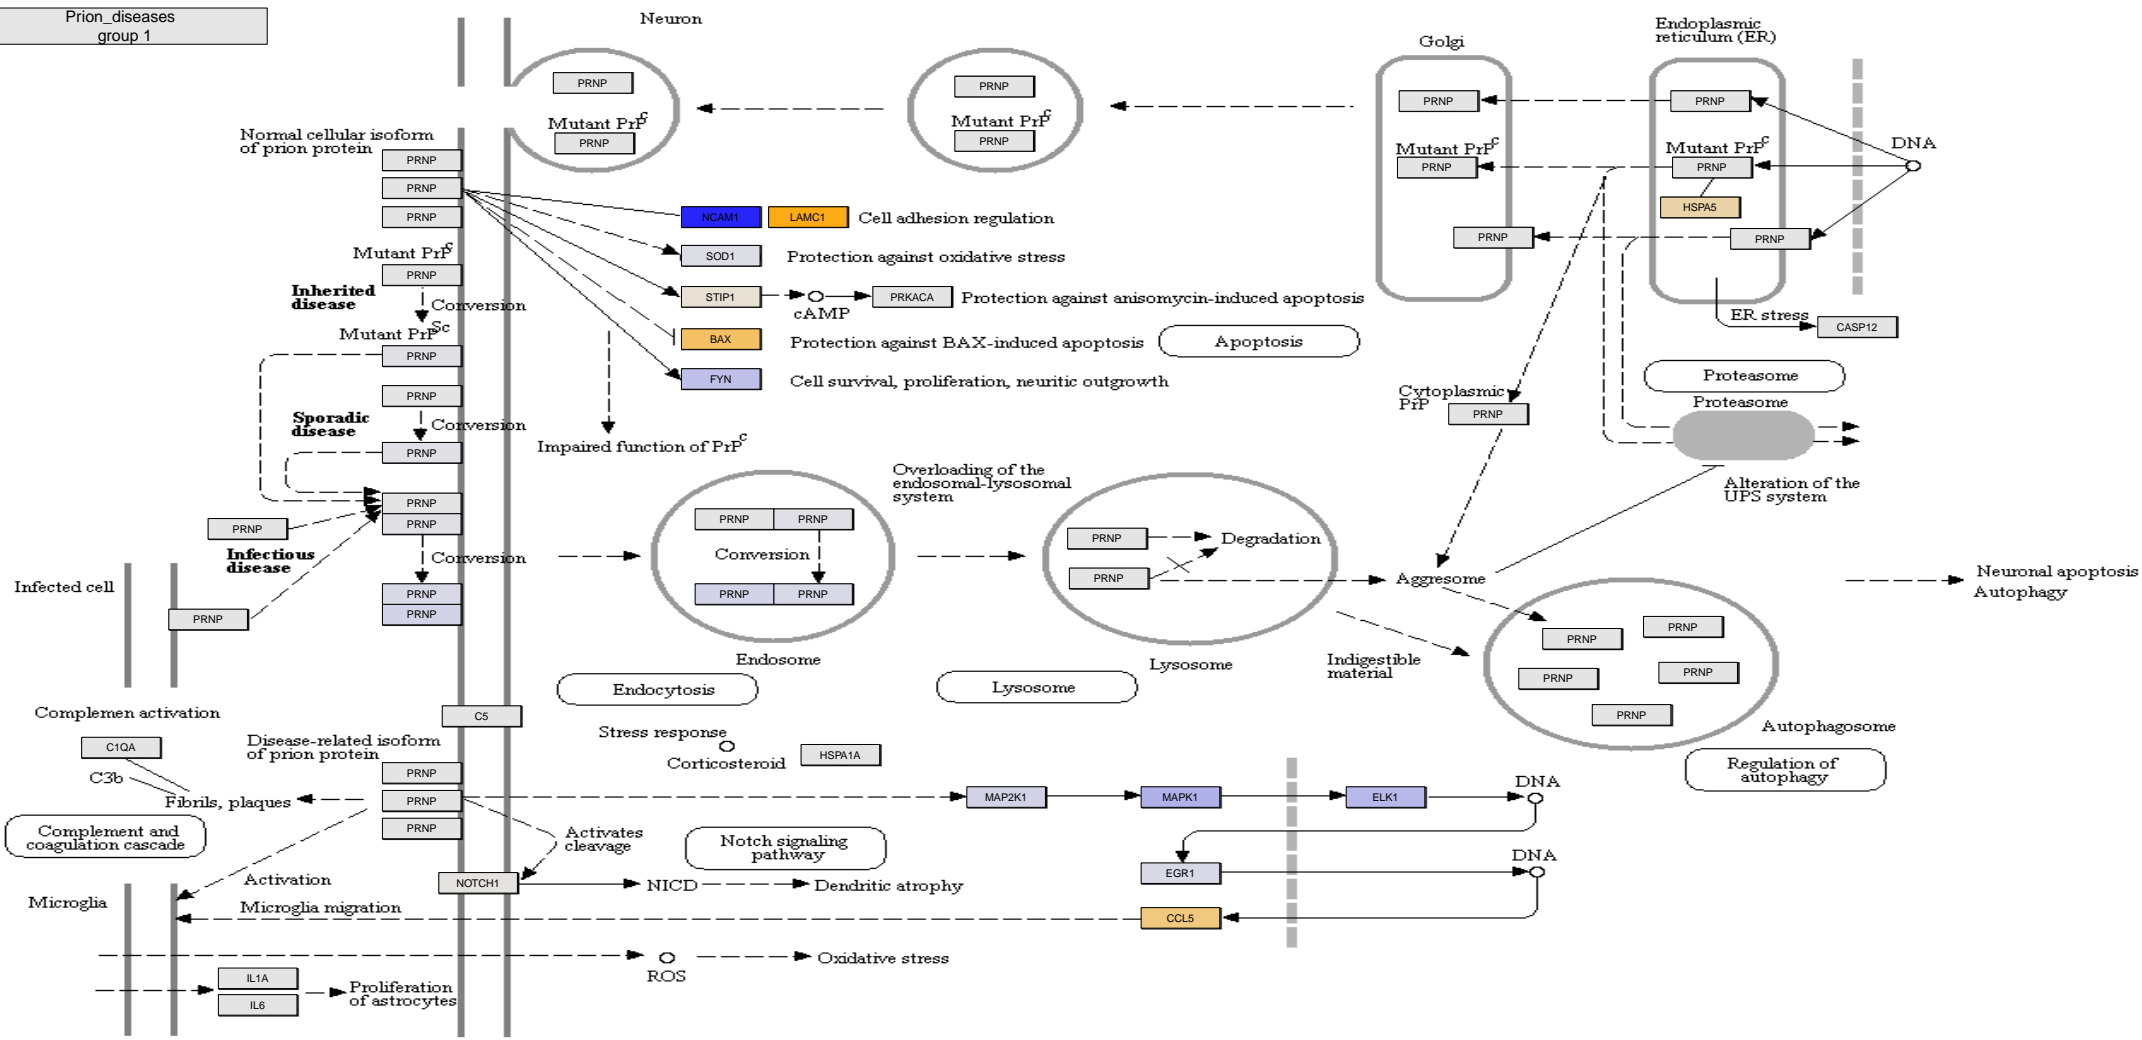 Prion_diseases
group 1
Neuron
Golgi
Endoplasmic
reticulum (ER)
PRNP
Mutant PrP^c
PRNP
PRNP
Mutant PrP^c
PRNP
PRNP
Mutant PrP^c
PRNP
PRNP
PRNP
Mutant PrP^c
PRNP
HSPA5
PRNP
DNA
ER stress
CASP12
Normal cellular isoform
of prion protein
PRNP
PRNP
PRNP
NCAM1
LAMC1
Cell adhesion regulation
SOD1
Protection against oxidative stress
STIP1
cAMP
PRKACA
Protection against anisomycin-induced apoptosis
BAX
Protection against BAX-induced apoptosis
Apoptosis
FYN
Cell survival, proliferation, neuritic outgrowth
Impaired function of PrP^c
Mutant PrP^c
PRNP
Inherited
disease
Conversion
Mutant PrP^Sc
PRNP
PRNP
Sporadic
disease
Conversion
PRNP
PRNP
PRNP
PRNP
Infectious
disease
Conversion
PRNP
PRNP
Infected cell
PRNP
Cytoplasmic
PrP
PRNP
Proteasome
Proteasome
Alteration of the
UPS system
Overloading of the
endosomal-lysosomal
system
PRNP
PRNP
Conversion
PRNP
PRNP
Endosome
Endocytosis
PRNP
Degradation
PRNP
Lysosome
Lysosome
Aggresome
Indigestible
material
PRNP
PRNP
PRNP
PRNP
PRNP
Autophagosome
Regulation of
autophagy
Neuronal apoptosis
Autophagy
Complemen activation
C5
C1QA
C3b
Fibrils, plaques
Complement and
coagulation cascade
Disease-related isoform
of prion protein
PRNP
PRNP
PRNP
Stress response
Corticosteroid
HSPA1A
MAP2K1
MAPK1
ELK1
DNA
Activates
cleavage
Notch signaling
pathway
NOTCH1
NICD
Dendritic atrophy
EGR1
DNA
CCL5
Activation
Microglia
Microglia migration
ROS
Oxidative stress
IL1A
IL6
Proliferation
of astrocytes